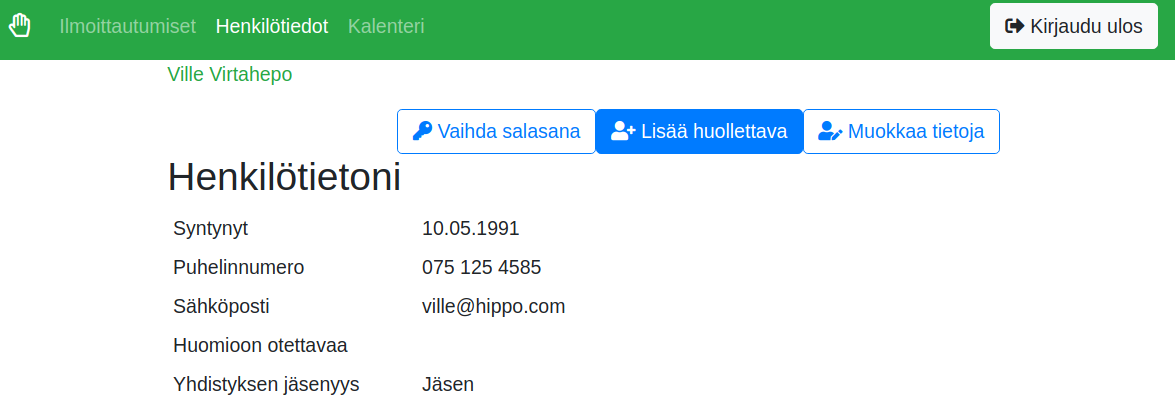 Ilmoittautumiset Henkilötiedot Kalenteri Kirjaudu ulos
Ville Virtahepo
Vaihda salasana Lisää huollettava Muokkaa tietoja
Henkilötietoni
Syntynyt 10.05.1991
Puhelinnumero 075 125 4585
Sähköposti ville@hippo.com
Huomioon otettavaa
Yhdistyksen jäsenyys Jäsen